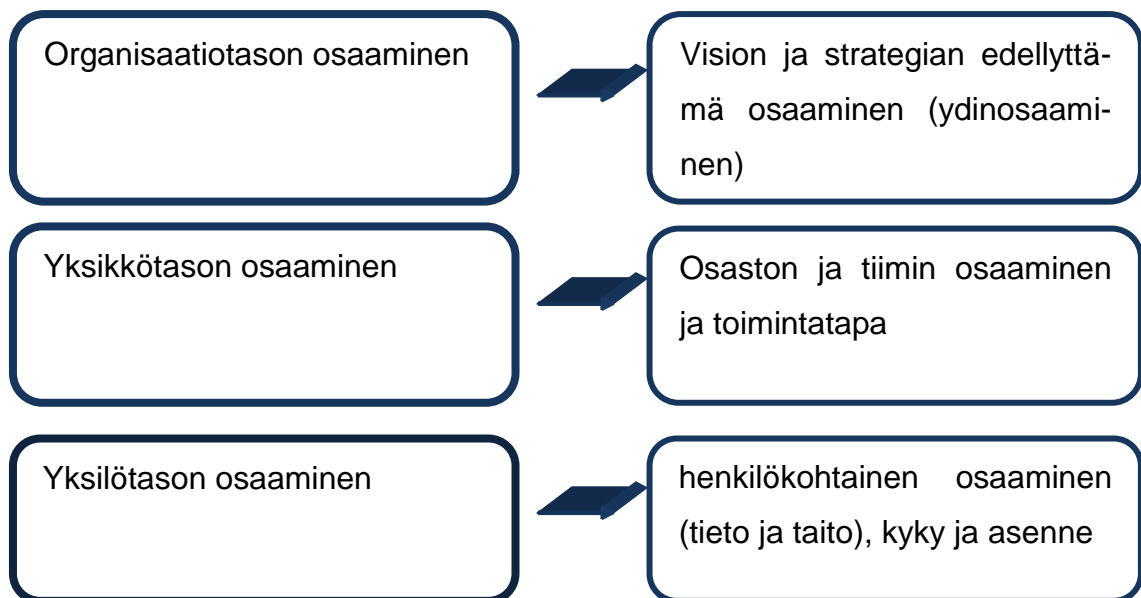 Organisaatiotason osaaminen
Vision ja strategian edellyttä-
mä osaaminen (ydinosaami-
nen)
Yksikkötason osaaminen
Osaston ja tiimin osaaminen
ja toimintatapa
Yksilötason osaaminen
henkilökohtainen osaaminen
(tieto ja taito), kyky ja asenne